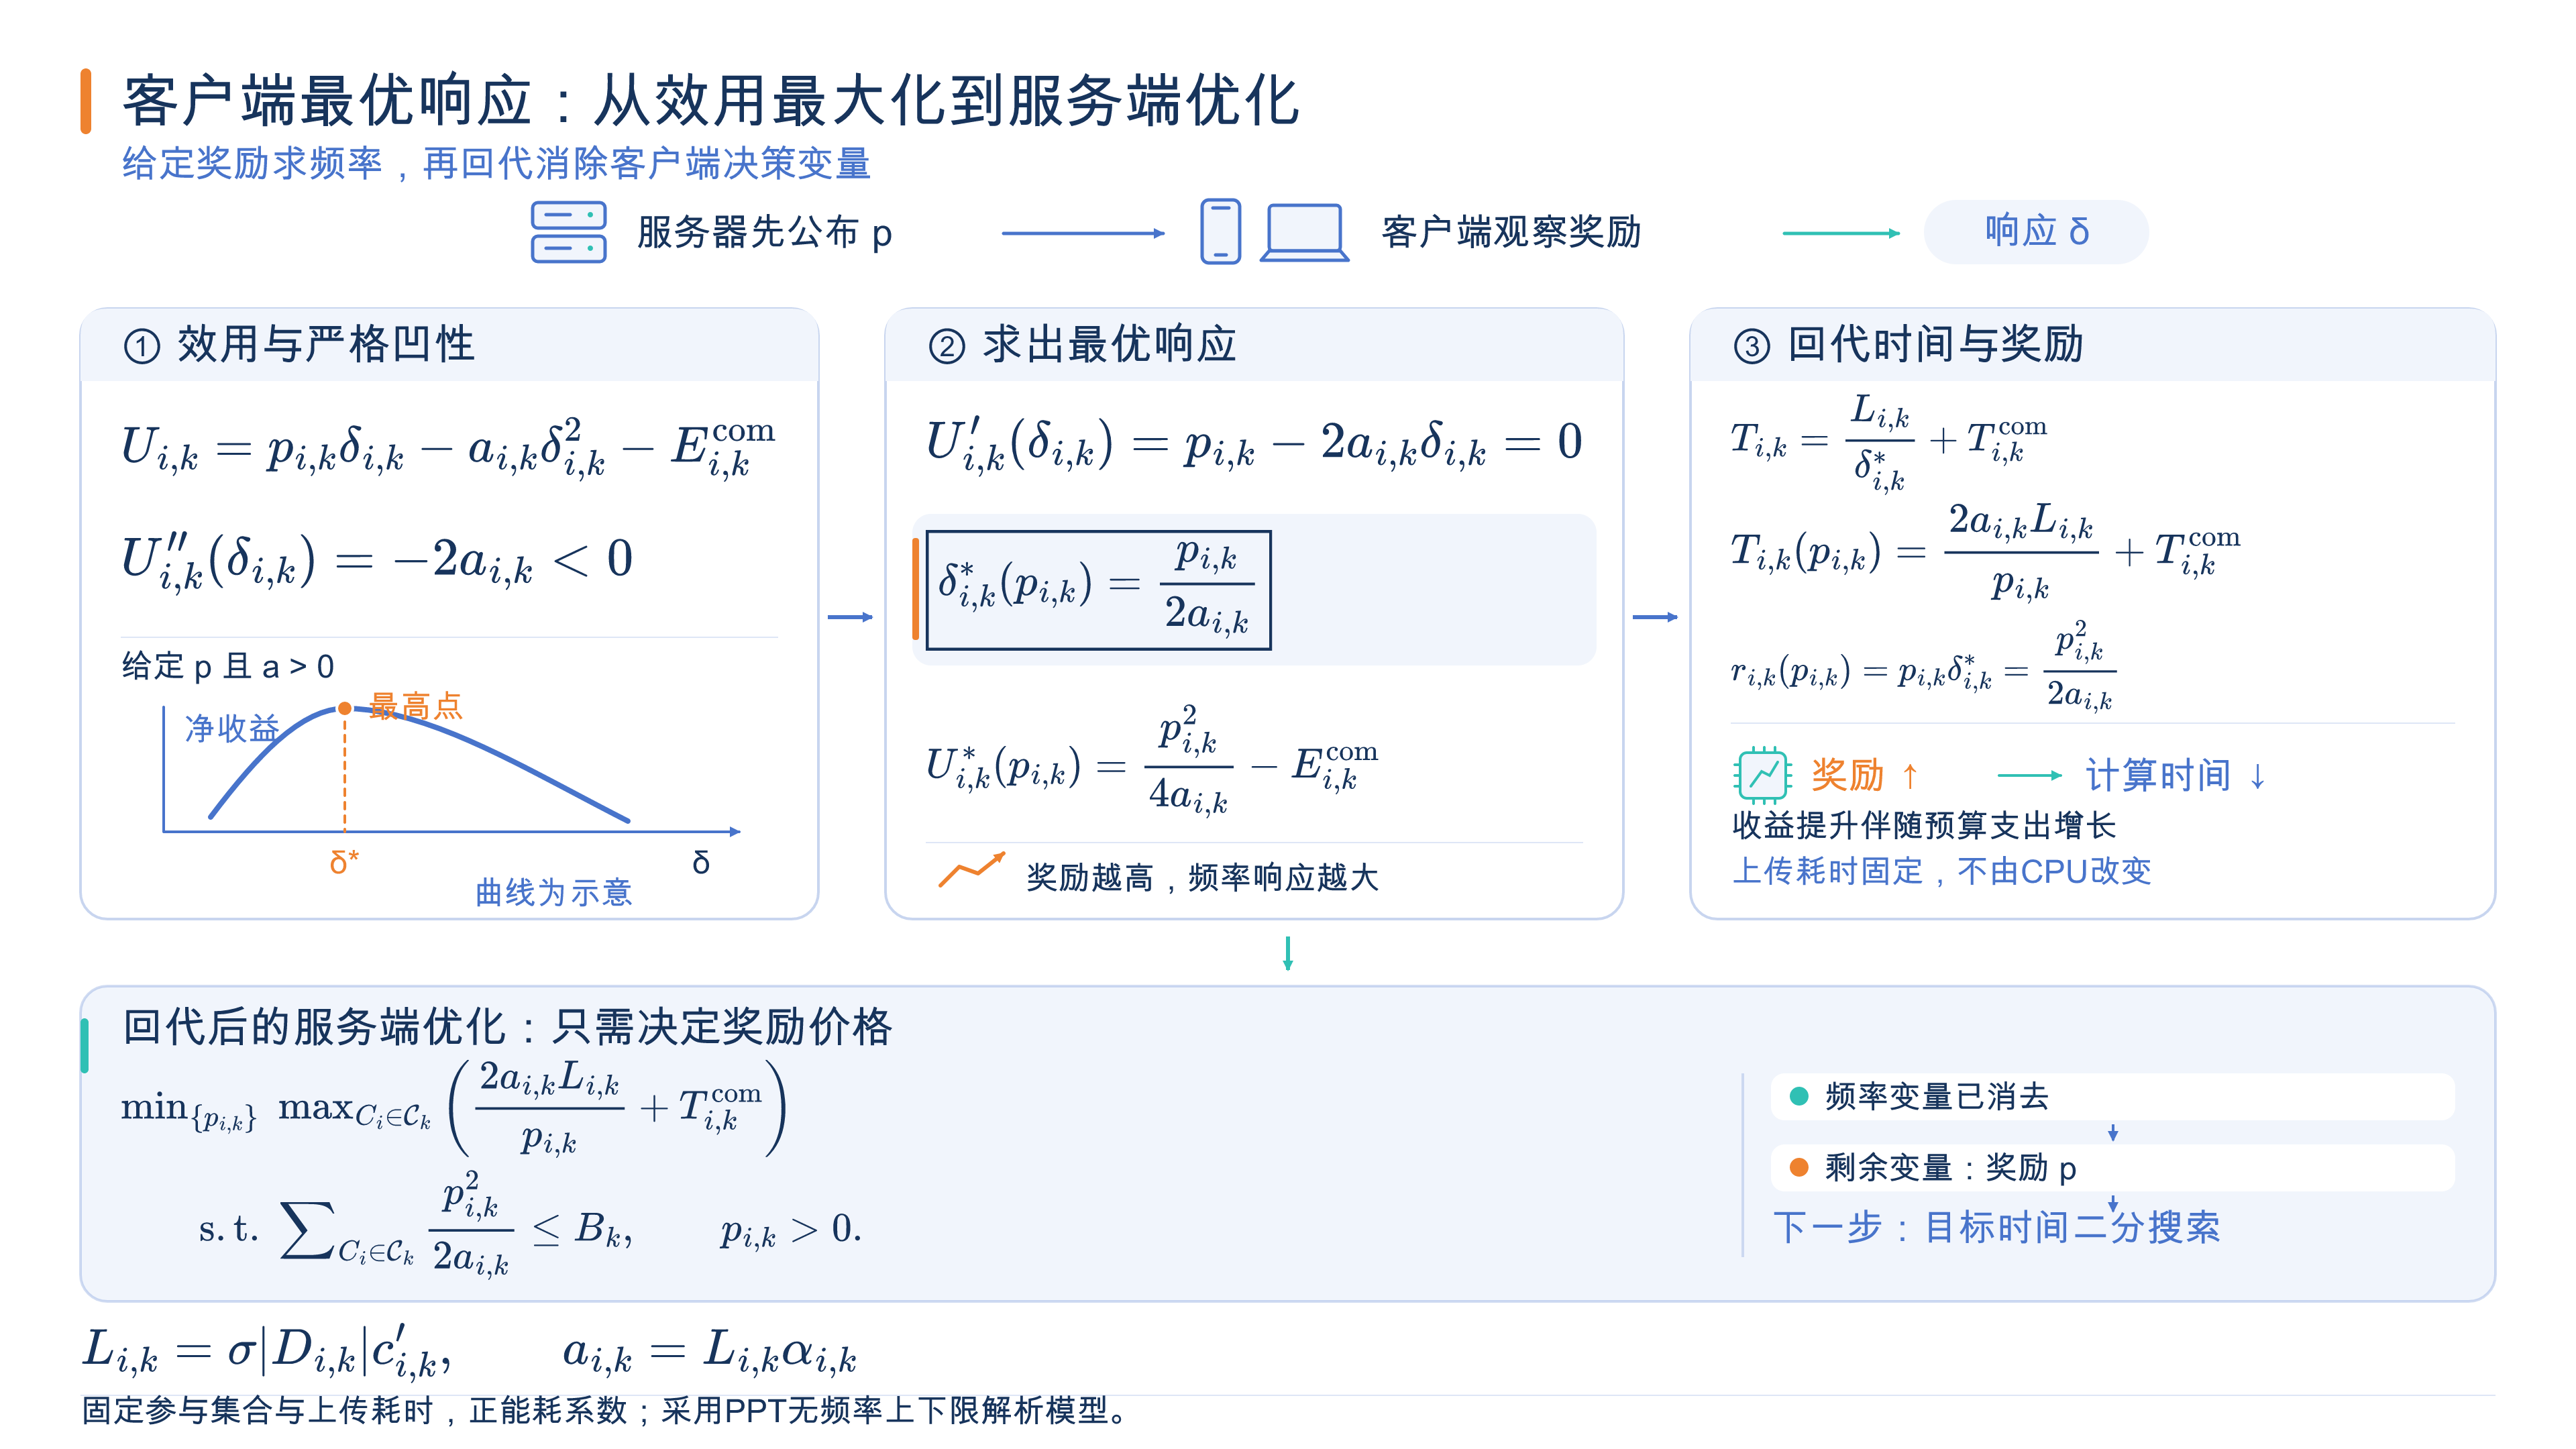 客户端最优响应：从效用最大化到服务端优化
给定奖励求频率，再回代消除客户端决策变量
服务器先公布 p
客户端观察奖励
响应 δ
① 效用与严格凹性
U_{i,k} = p_{i,k}δ_{i,k} − a_{i,k}δ_{i,k}^2 − E_{i,k}^{com}
U''_{i,k}(δ_{i,k}) = −2a_{i,k} < 0
给定 p 且 a > 0
净收益
最高点
δ*
δ
曲线为示意
② 求出最优响应
U'_{i,k}(δ_{i,k}) = p_{i,k} − 2a_{i,k}δ_{i,k} = 0
δ^*_{i,k}(p_{i,k}) = \frac{p_{i,k}}{2a_{i,k}}
U^*_{i,k}(p_{i,k}) = \frac{p_{i,k}^2}{4a_{i,k}} − E_{i,k}^{com}
奖励越高，频率响应越大
③ 回代时间与奖励
T_{i,k} = \frac{L_{i,k}}{δ^*_{i,k}} + T_{i,k}^{com}
T_{i,k}(p_{i,k}) = \frac{2a_{i,k}L_{i,k}}{p_{i,k}} + T_{i,k}^{com}
r_{i,k}(p_{i,k}) = p_{i,k}δ^*_{i,k} = \frac{p_{i,k}^2}{2a_{i,k}}
奖励 ↑
计算时间 ↓
收益提升伴随预算支出增长
上传耗时固定，不由CPU改变
回代后的服务端优化：只需决定奖励价格
min_{\{p_{i,k}\}} max_{C_i∈\mathcal{C}_k} ( \frac{2a_{i,k}L_{i,k}}{p_{i,k}} + T_{i,k}^{com} )
s.t. ∑_{C_i∈\mathcal{C}_k} \frac{p_{i,k}^2}{2a_{i,k}} ≤ B_k, p_{i,k} > 0.
频率变量已消去
剩余变量：奖励 p
下一步：目标时间二分搜索
L_{i,k} = σ|D_{i,k}|c'_{i,k}, a_{i,k} = L_{i,k}α_{i,k}
固定参与集合与上传耗时，正能耗系数；采用PPT无频率上下限解析模型。